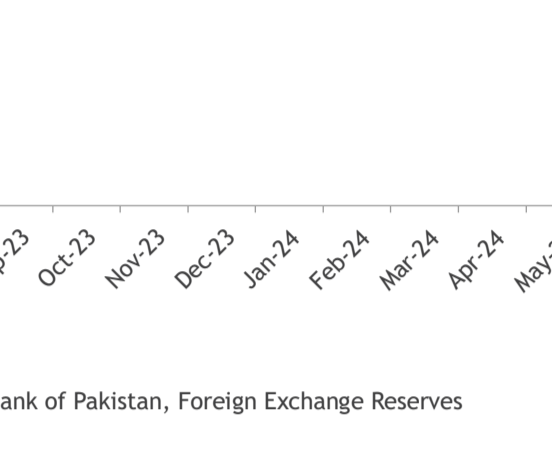 Oct-23 Nov-23 Dec-23 Jan-24 Feb-24 Mar-24 Apr-24
of Pakistan, Foreign Exchange Reserves